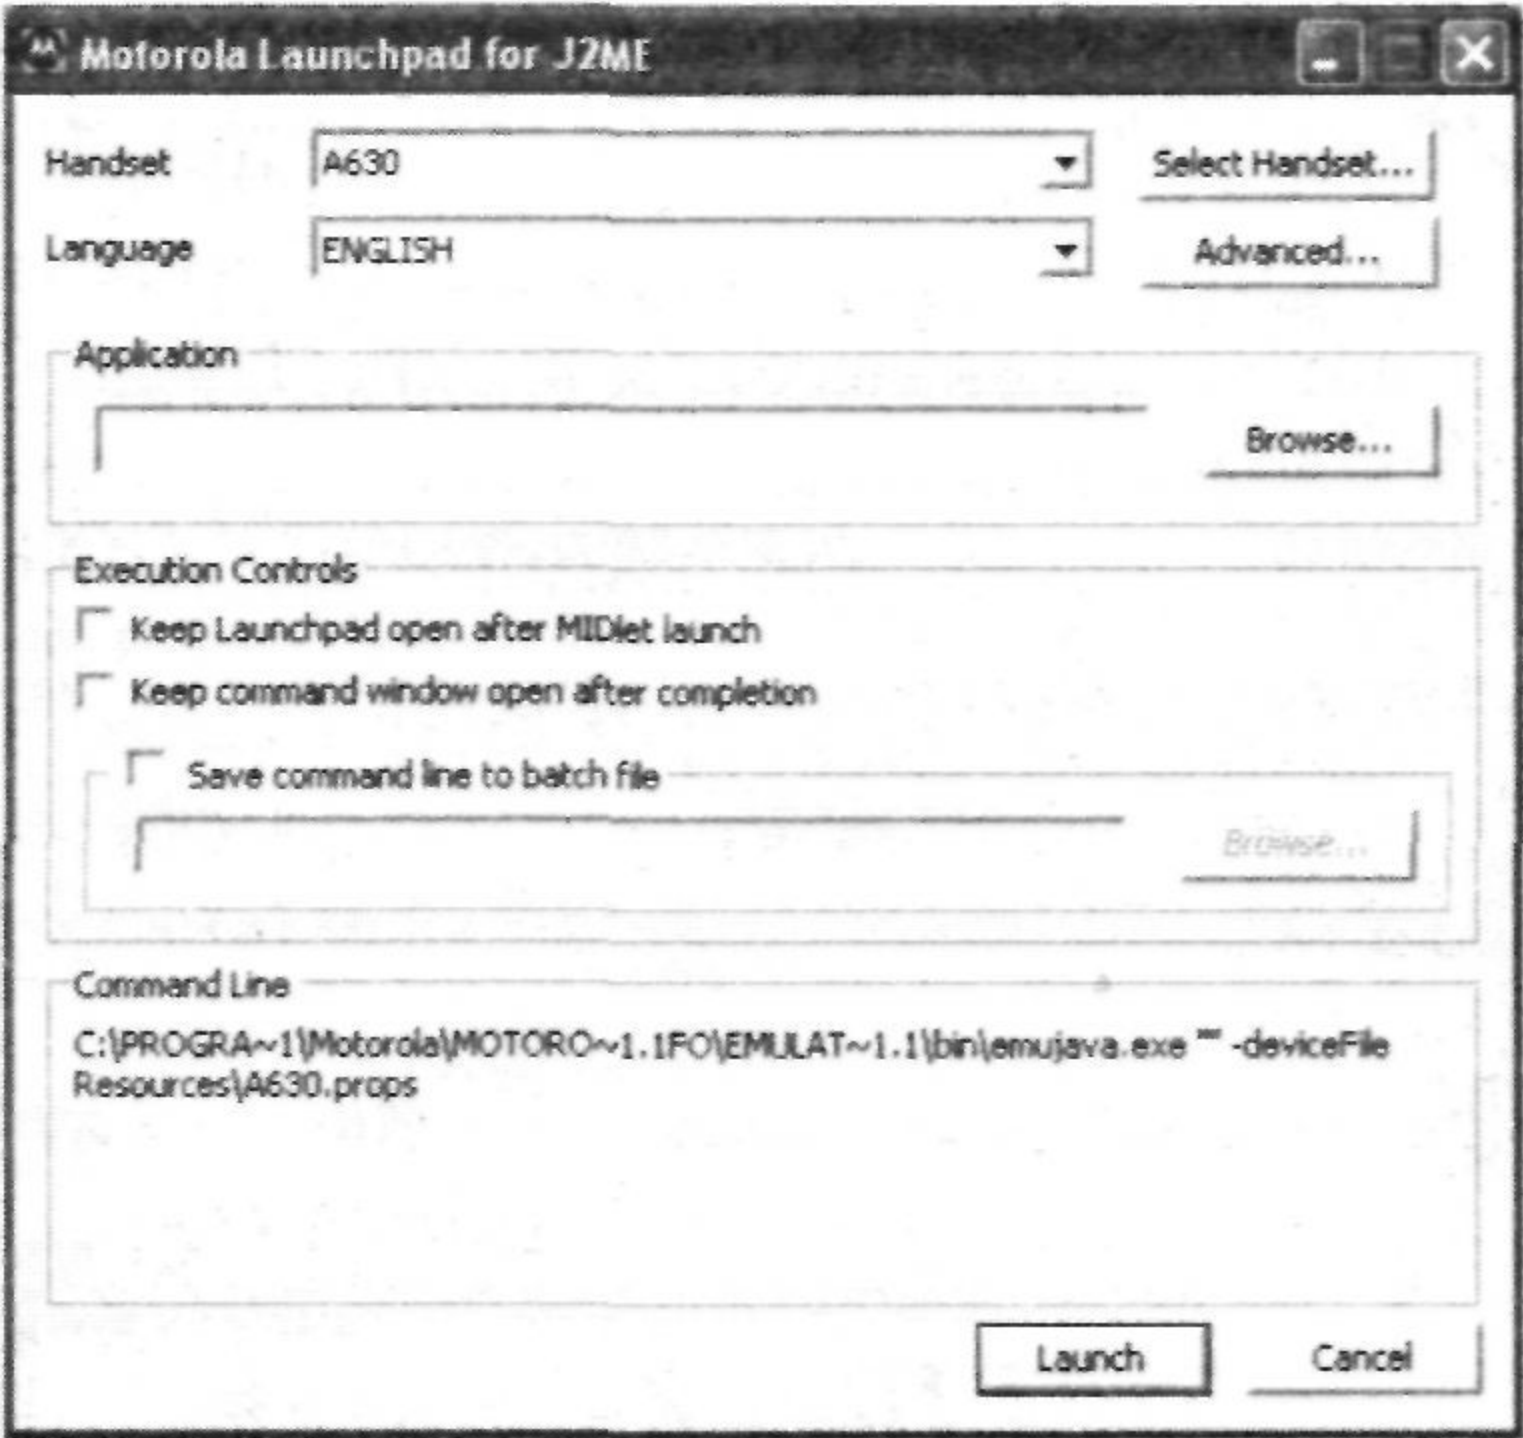 Motorola Launchpad for J2ME
Handset A630 Select Handset...
Language ENGLISH Advanced...
Application
Browse...
Execution Controls
Keep Launchpad open after MIDlet launch
Keep command window open after completion
Save command line to batch file
Browse...
Command Line
C:\PROGRA~1\Motorola\MOTORO~1.1FO\EMULAT~1.1\bin\emujava.exe "" -deviceFile
Resources\A630.props
Launch Cancel